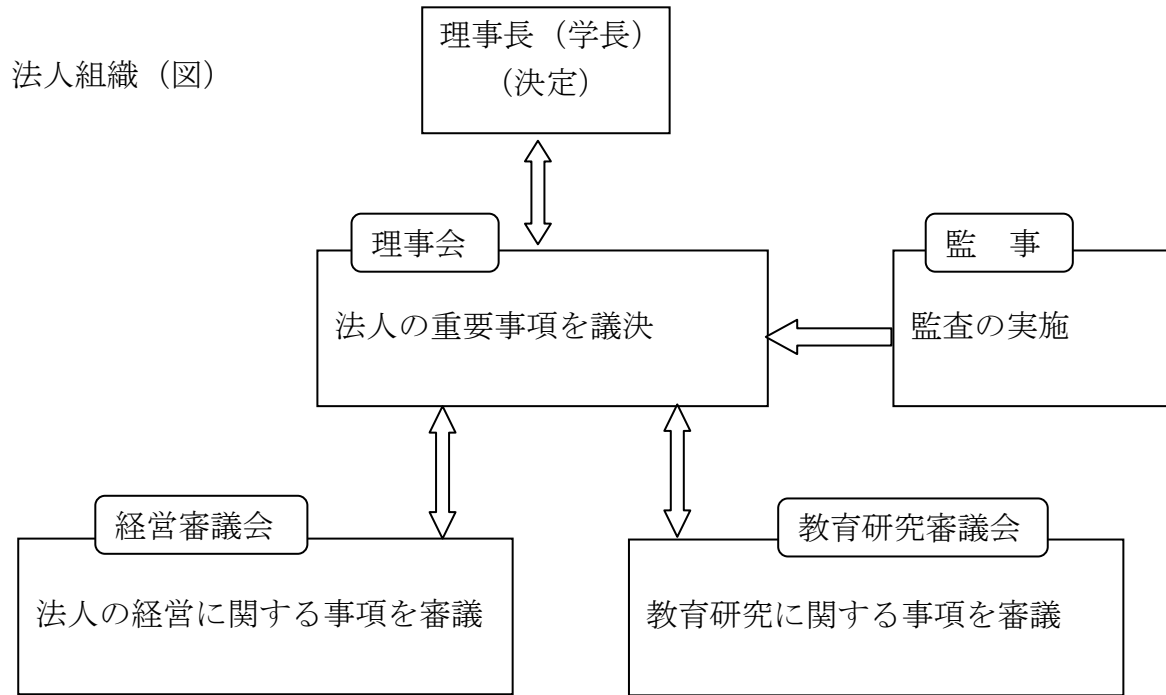 理事長（学長）
（決定）
法人組織（図）
理事会
監　事
法人の重要事項を議決
監査の実施
経営審議会
教育研究審議会
法人の経営に関する事項を審議
教育研究に関する事項を審議